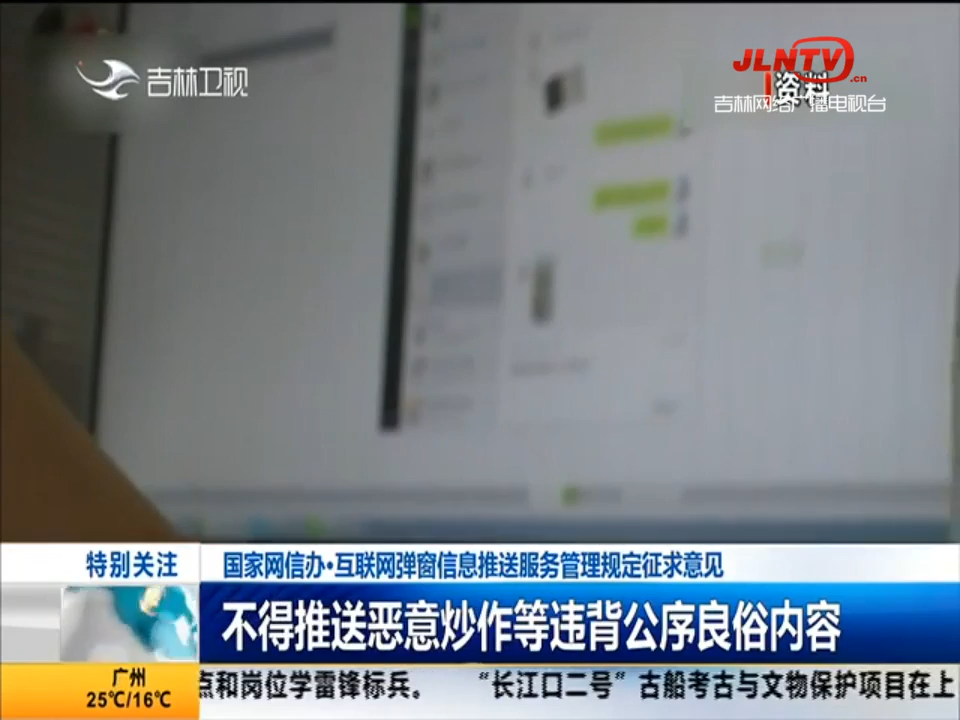 吉林卫视
JLNTV.cn
资料
吉林网络广播电视台
特别关注
国家网信办·互联网弹窗信息推送服务管理规定征求意见
不得推送恶意炒作等违背公序良俗内容
广州
25℃/16℃
点和岗位学雷锋标兵。 “长江口二号”古船考古与文物保护项目在上